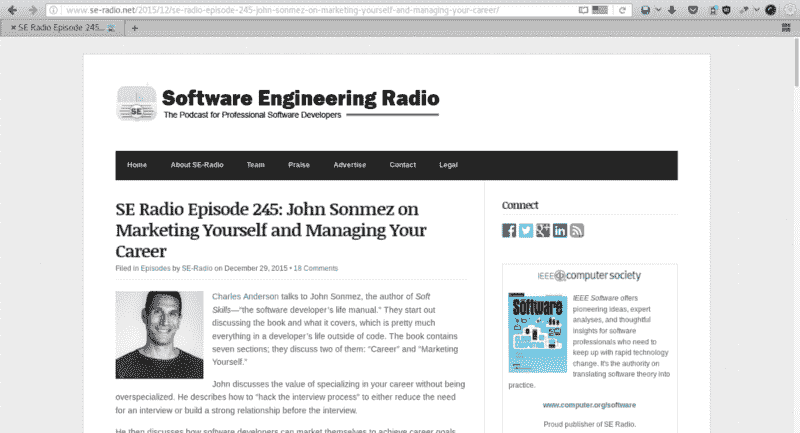 www.se-radio.net/2015/12/se-radio-episode-245-john-sonmez-on-marketing-yourself-and-managing-your-career/
SE Radio Episode 245...
Software Engineering Radio
The Podcast for Professional Software Developers
Home About SE-Radio Team Praise Advertise Contact Legal
SE Radio Episode 245: John Sonmez on
Marketing Yourself and Managing Your
Career
Filed in Episodes by SE-Radio on December 29, 2015 • 18 Comments
Charles Anderson talks to John Sonmez, the author of Soft
Skills—“the software developer’s life manual.” They start out
discussing the book and what it covers, which is pretty much
everything in a developer’s life outside of code. The book contains
seven sections; they discuss two of them: “Career” and “Marketing
Yourself.”
John discusses the value of specializing in your career without being
overspecialized. He describes how to “hack the interview process” to either reduce the need
for an interview or build a strong relationship before the interview.
He then discusses how software developers can market themselves to achieve career goals
Connect
IEEE computer society
Software
IEEE Software offers
pioneering ideas, expert
analyses, and thoughtful
insights for software
professionals who need to
keep up with rapid technology
change. It's the authority on
translating software theory into
practice.
www.computer.org/software
Proud publisher of SE Radio.